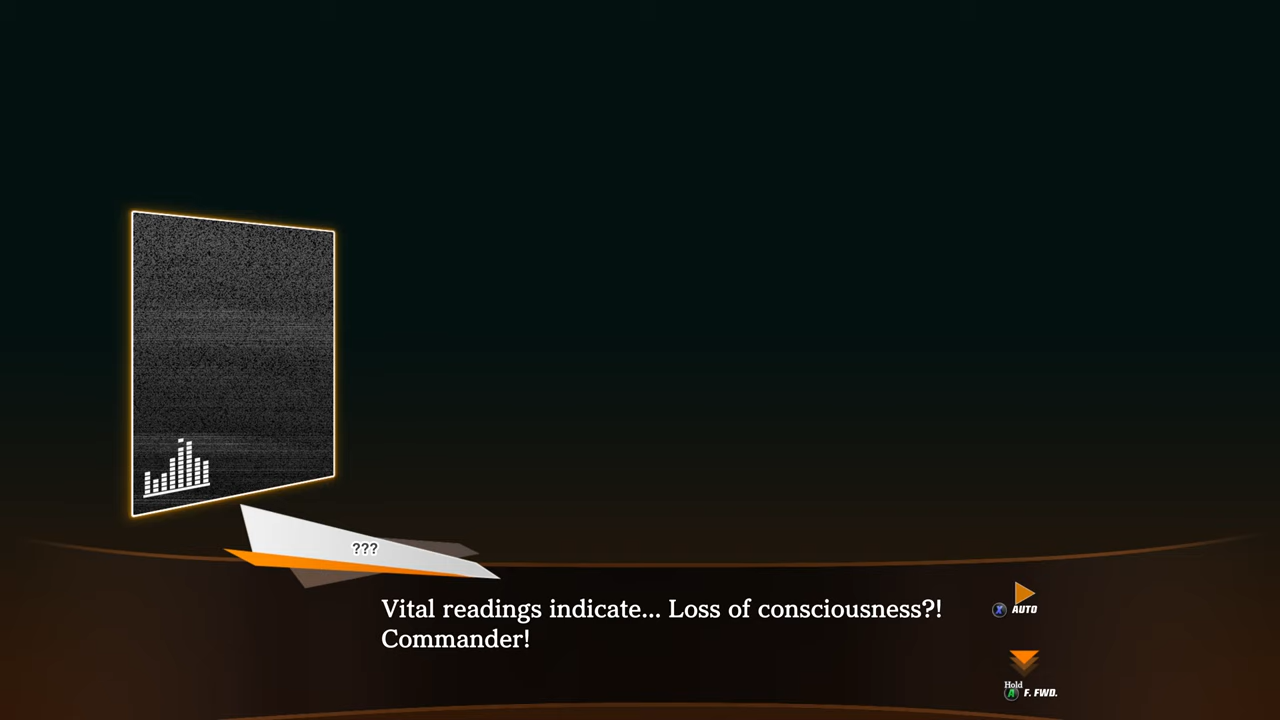 ???
Vital readings indicate... Loss of consciousness?!
Commander!
X AUTO
Hold
A F. FWD.